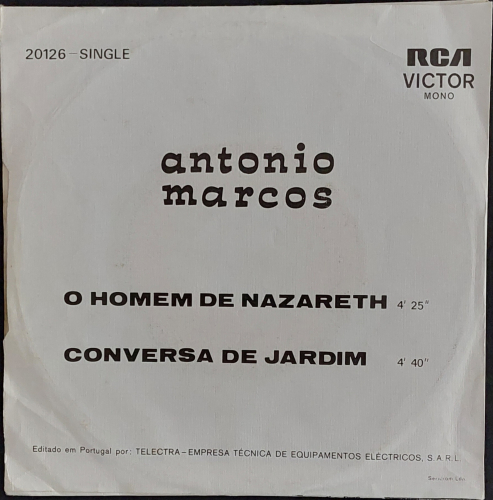 20126 – SINGLE
RCA
VICTOR
MONO
antonio
marcos
O HOMEM DE NAZARETH 4' 25"
CONVERSA DE JARDIM 4' 40"
Editado em Portugal por: TELECTRA – EMPRESA TÉCNICA DE EQUIPAMENTOS ELÉCTRICOS, S.A.R.L.